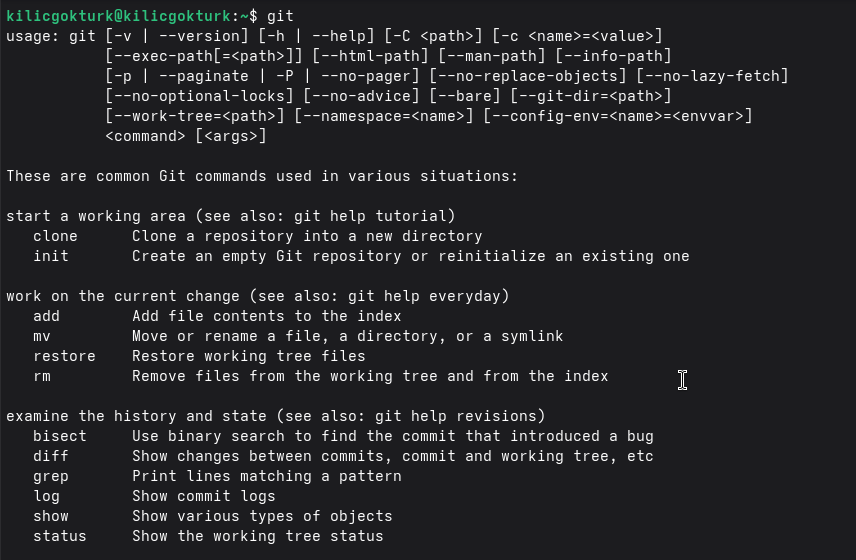 kilicgokturk@kilicgokturk:~$ git
usage: git [-v | --version] [-h | --help] [-C <path>] [-c <name>=<value>]
           [--exec-path[=<path>]] [--html-path] [--man-path] [--info-path]
           [-p | --paginate | -P | --no-pager] [--no-replace-objects] [--no-lazy-fetch]
           [--no-optional-locks] [--no-advice] [--bare] [--git-dir=<path>]
           [--work-tree=<path>] [--namespace=<name>] [--config-env=<name>=<envvar>]
           <command> [<args>]

These are common Git commands used in various situations:

start a working area (see also: git help tutorial)
   clone      Clone a repository into a new directory
   init       Create an empty Git repository or reinitialize an existing one

work on the current change (see also: git help everyday)
   add        Add file contents to the index
   mv         Move or rename a file, a directory, or a symlink
   restore    Restore working tree files
   rm         Remove files from the working tree and from the index

examine the history and state (see also: git help revisions)
   bisect     Use binary search to find the commit that introduced a bug
   diff       Show changes between commits, commit and working tree, etc
   grep       Print lines matching a pattern
   log        Show commit logs
   show       Show various types of objects
   status     Show the working tree status